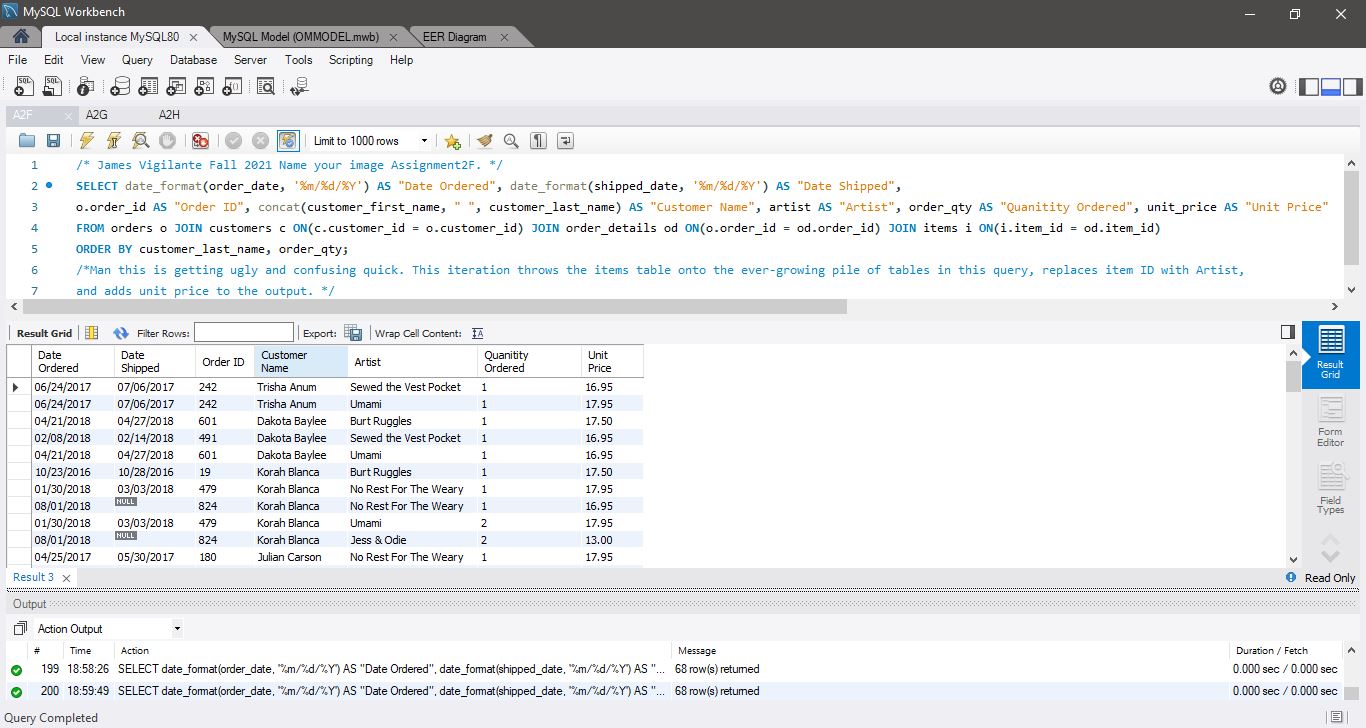 MySQL Workbench
Local instance MySQL80 MySQL Model (OMMODEL.mwb) EER Diagram
File Edit View Query Database Server Tools Scripting Help
A2F A2G A2H
Limit to 1000 rows
1 /* James Vigilante Fall 2021 Name your image Assignment2F. */
2 SELECT date_format(order_date, '%m/%d/%Y') AS "Date Ordered", date_format(shipped_date, '%m/%d/%Y') AS "Date Shipped",
3 o.order_id AS "Order ID", concat(customer_first_name, " ", customer_last_name) AS "Customer Name", artist AS "Artist", order_qty AS "Quanitity Ordered", unit_price AS "Unit Price"
4 FROM orders o JOIN customers c ON(c.customer_id = o.customer_id) JOIN order_details od ON(o.order_id = od.order_id) JOIN items i ON(i.item_id = od.item_id)
5 ORDER BY customer_last_name, order_qty;
6 /*Man this is getting ugly and confusing quick. This iteration throws the items table onto the ever-growing pile of tables in this query, replaces item ID with Artist,
7 and adds unit price to the output. */
Result Grid Filter Rows: Export: Wrap Cell Content:
Date Ordered Date Shipped Order ID Customer Name Artist Quanitity Ordered Unit Price
06/24/2017 07/06/2017 242 Trisha Anum Sewed the Vest Pocket 1 16.95
06/24/2017 07/06/2017 242 Trisha Anum Umami 1 17.95
04/21/2018 04/27/2018 601 Dakota Baylee Burt Ruggles 1 17.50
02/08/2018 02/14/2018 491 Dakota Baylee Sewed the Vest Pocket 1 16.95
04/21/2018 04/27/2018 601 Dakota Baylee Umami 1 16.95
10/23/2016 10/28/2016 19 Korah Blanca Burt Ruggles 1 17.50
01/30/2018 03/03/2018 479 Korah Blanca No Rest For The Weary 1 17.95
08/01/2018 NULL 824 Korah Blanca No Rest For The Weary 1 16.95
01/30/2018 03/03/2018 479 Korah Blanca Umami 2 17.95
08/01/2018 NULL 824 Korah Blanca Jess & Odie 2 13.00
04/25/2017 05/30/2017 180 Julian Carson No Rest For The Weary 1 17.95
Result Grid
Form Editor
Field Types
Result 3 Read Only
Output
Action Output
# Time Action Message Duration / Fetch
199 18:58:26 SELECT date_format(order_date, '%m/%d/%Y') AS "Date Ordered", date_format(shipped_date, '%m/%d/%Y') AS "... 68 row(s) returned 0.000 sec / 0.000 sec
200 18:59:49 SELECT date_format(order_date, '%m/%d/%Y') AS "Date Ordered", date_format(shipped_date, '%m/%d/%Y') AS "... 68 row(s) returned 0.000 sec / 0.000 sec
Query Completed